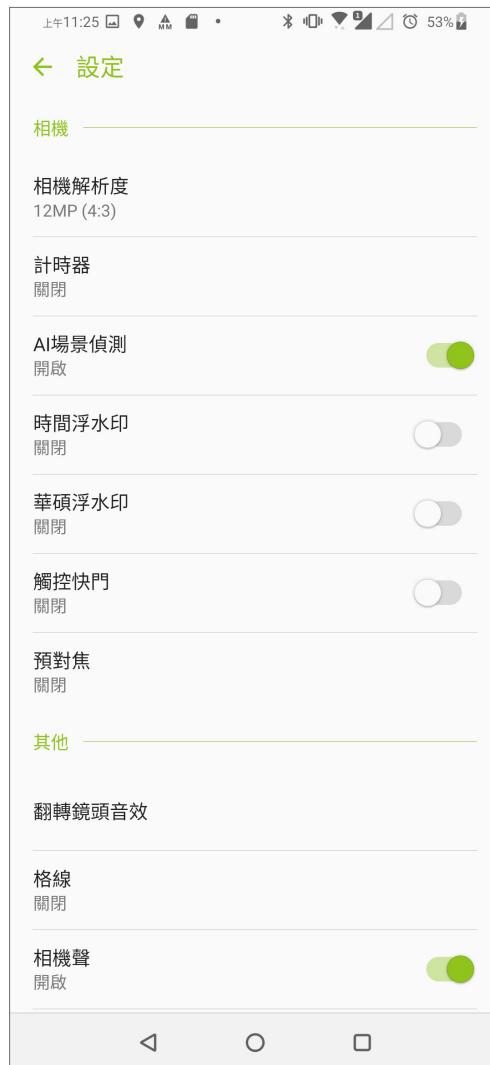 上午11:25 53%
設定
相機
相機解析度
12MP (4:3)
計時器
關閉
AI場景偵測
開啟
時間浮水印
關閉
華碩浮水印
關閉
觸控快門
關閉
預對焦
關閉
其他
翻轉鏡頭音效
格線
關閉
相機聲
開啟